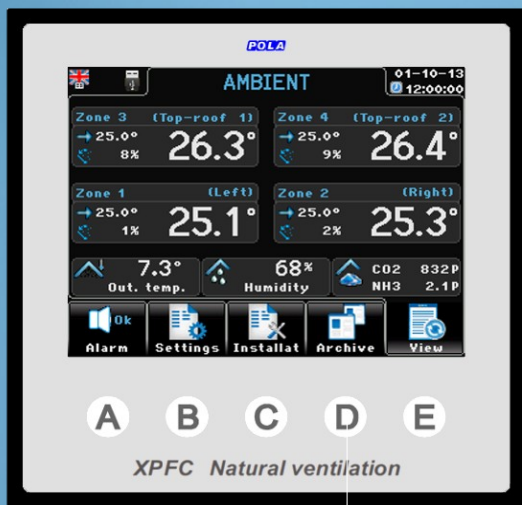 POLA
AMBIENT
01-10-13
12:00:00
Zone 3 (Top-roof 1)
25.0°
8%
26.3°
Zone 4 (Top-roof 2)
25.0°
9%
26.4°
Zone 1 (Left)
25.0°
1%
25.1°
Zone 2 (Right)
25.0°
2%
25.3°
7.3°
Out. temp.
68%
Humidity
CO2 832P
NH3 2.1P
Ok
Alarm
Settings
Installat
Archive
View
A B C D E
XPFC Natural ventilation